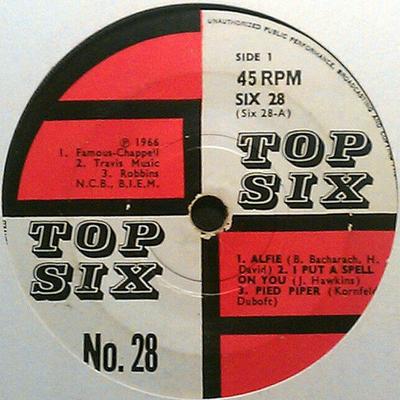 UNAUTHORIZED PUBLIC PERFORMANCE, BROADCASTING
SIDE 1
45 RPM
SIX 28
(Six 28-A)
TOP
SIX
℗ 1966
1. Famous-Chappell
2. Travis Music
3. Robbins
N.C.B., B.I.E.M.
TOP
SIX
No. 28
1. ALFIE (B. Bacharach, H.
David) 2. I PUT A SPELL
ON YOU (J. Hawkins)
3. PIED PIPER (Kornfeld
Duboff)